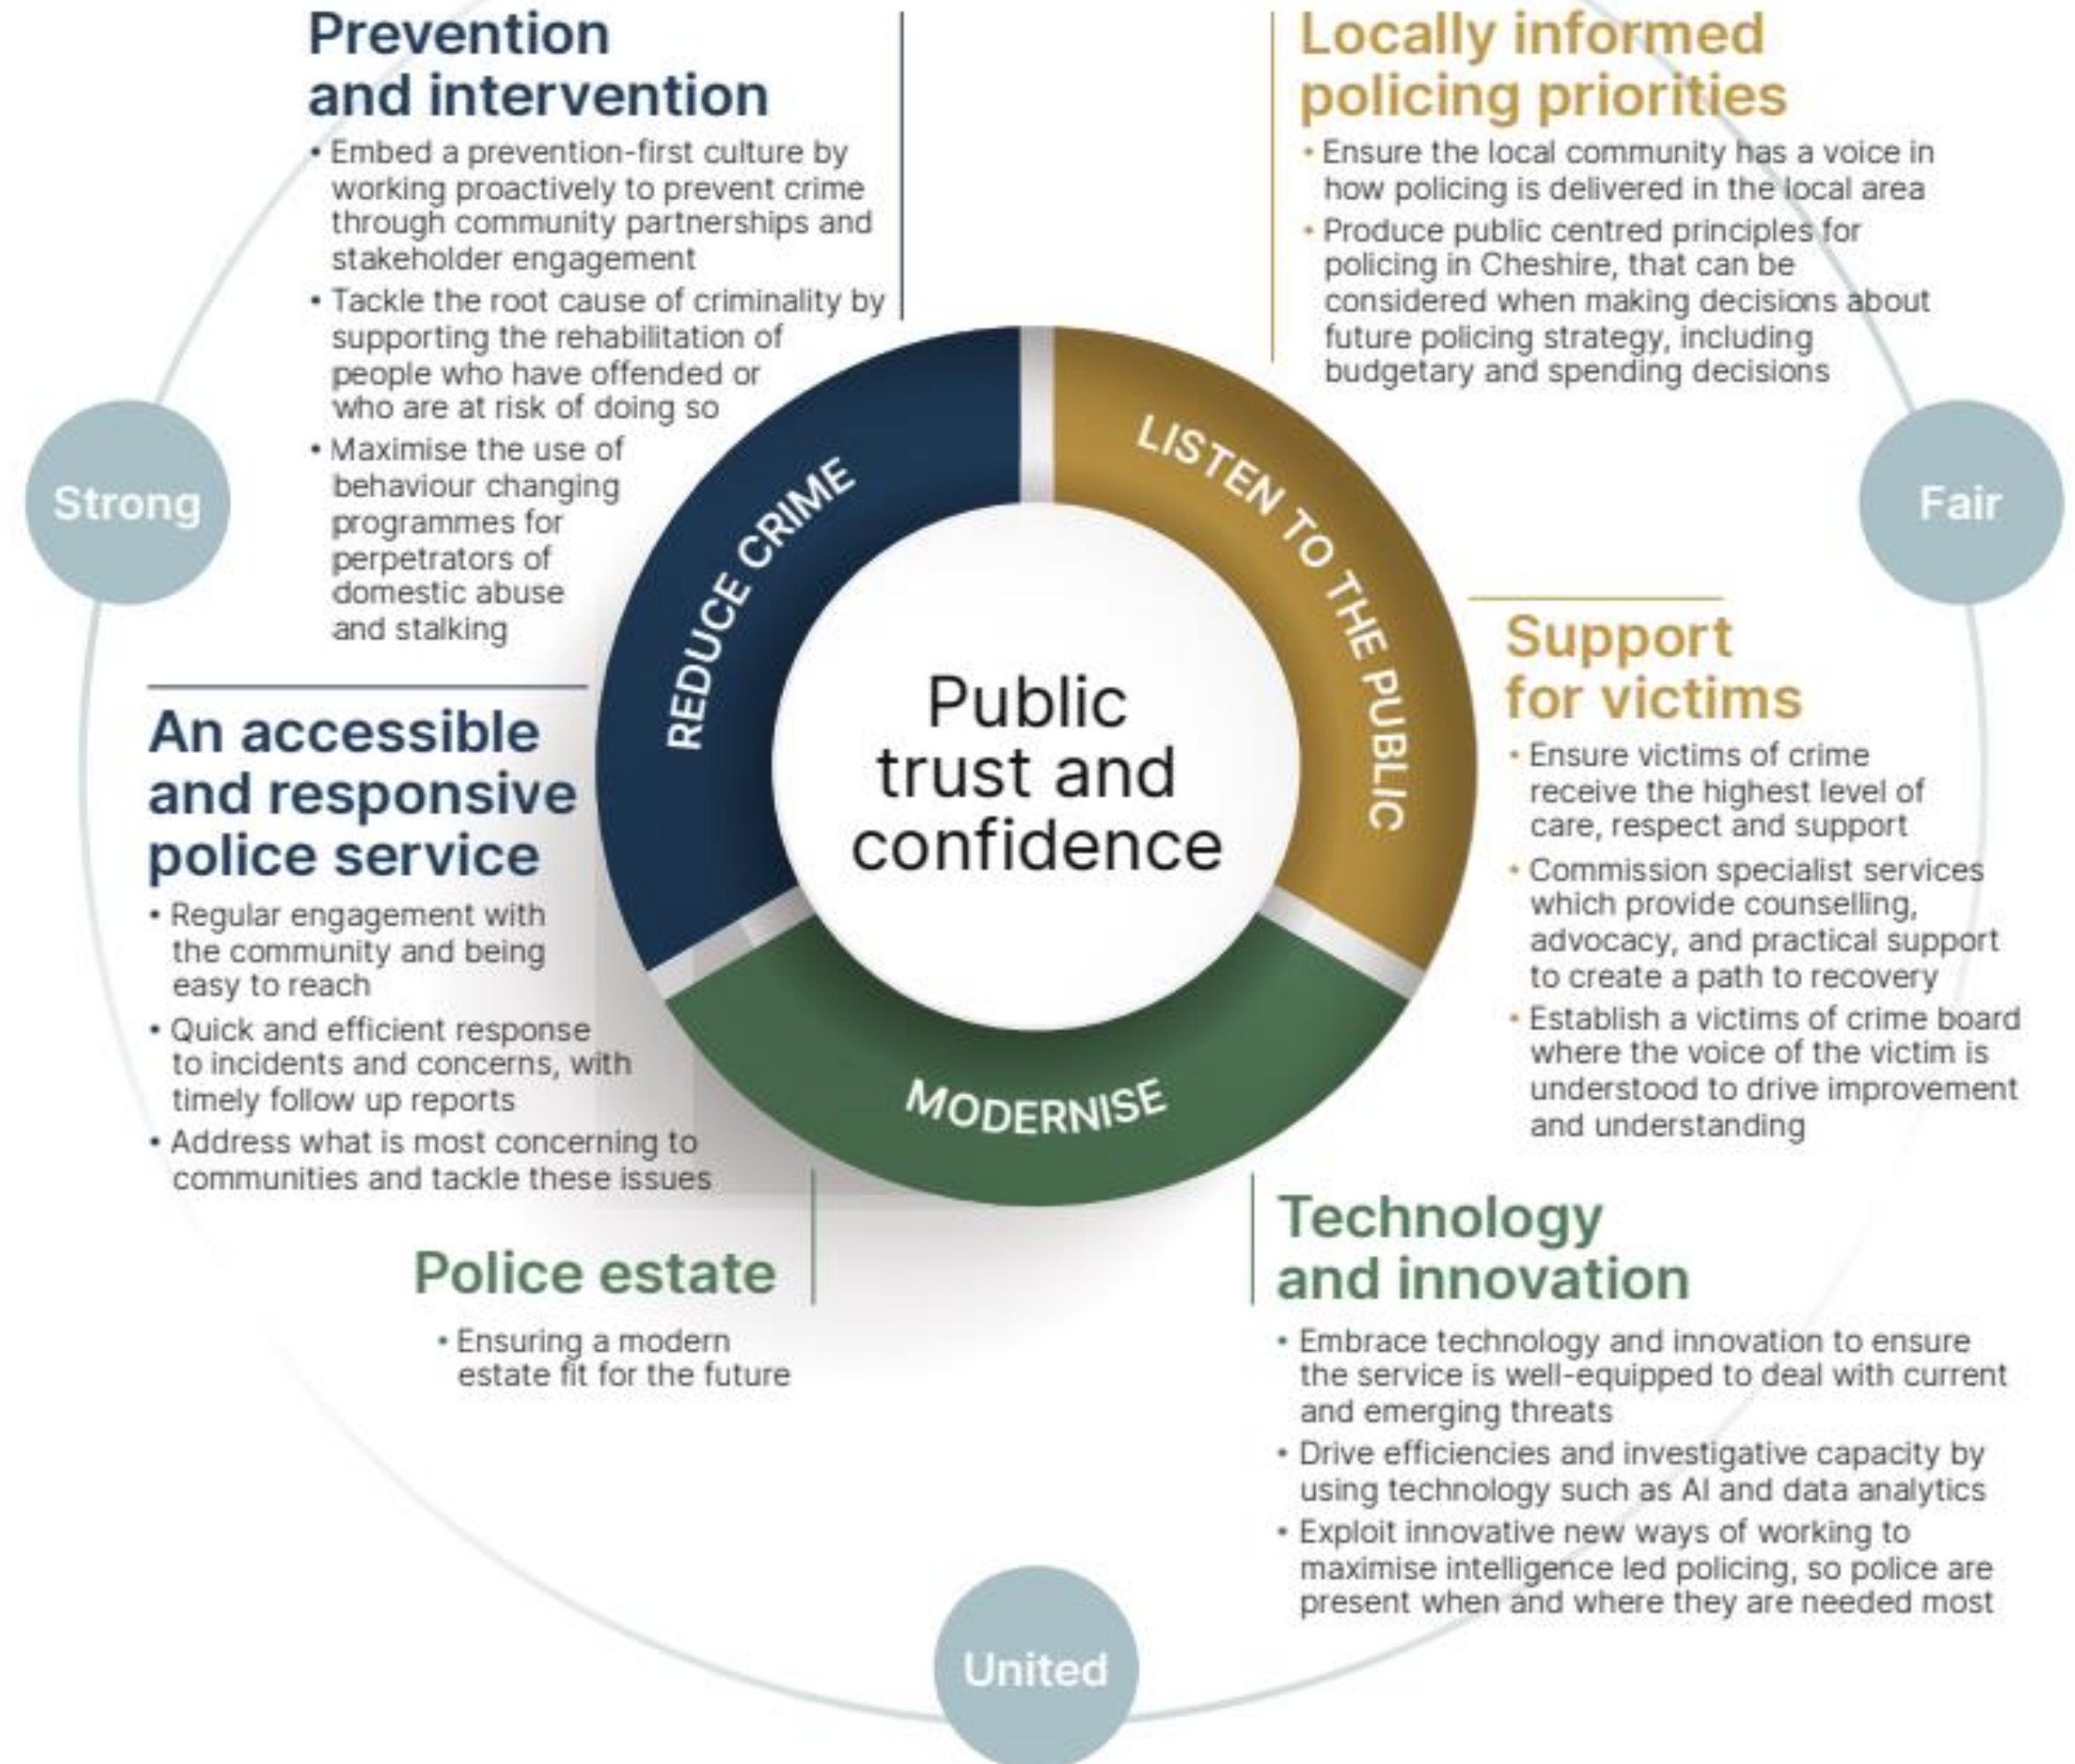 Prevention
and intervention
• Embed a prevention-first culture by
working proactively to prevent crime
through community partnerships and
stakeholder engagement
• Tackle the root cause of criminality by
supporting the rehabilitation of
people who have offended or
who are at risk of doing so
• Maximise the use of
behaviour changing
programmes for
perpetrators of
domestic abuse
and stalking
Locally informed
policing priorities
• Ensure the local community has a voice in
how policing is delivered in the local area
• Produce public centred principles for
policing in Cheshire, that can be
considered when making decisions about
future policing strategy, including
budgetary and spending decisions
Strong
Fair
REDUCE CRIME
LISTEN TO THE PUBLIC
MODERNISE
Public
trust and
confidence
An accessible
and responsive
police service
• Regular engagement with
the community and being
easy to reach
• Quick and efficient response
to incidents and concerns, with
timely follow up reports
• Address what is most concerning to
communities and tackle these issues
Support
for victims
• Ensure victims of crime
receive the highest level of
care, respect and support
• Commission specialist services
which provide counselling,
advocacy, and practical support
to create a path to recovery
• Establish a victims of crime board
where the voice of the victim is
understood to drive improvement
and understanding
Police estate
• Ensuring a modern
estate fit for the future
Technology
and innovation
• Embrace technology and innovation to ensure
the service is well-equipped to deal with current
and emerging threats
• Drive efficiencies and investigative capacity by
using technology such as AI and data analytics
• Exploit innovative new ways of working to
maximise intelligence led policing, so police are
present when and where they are needed most
United